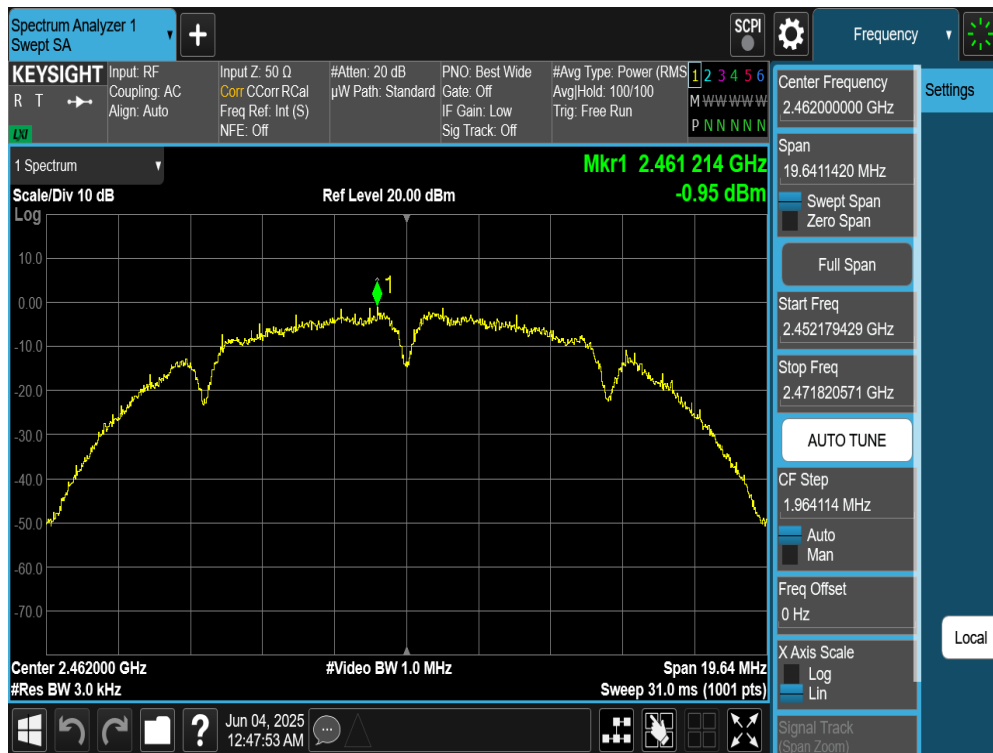 Spectrum Analyzer 1
Swept SA
+
SCPI
Frequency
KEYSIGHT
R T
LXI
Input: RF
Coupling: AC
Align: Auto
Input Z: 50 Ω
Corr CCorr RCal
Freq Ref: Int (S)
NFE: Off
#Atten: 20 dB
µW Path: Standard
PNO: Best Wide
Gate: Off
IF Gain: Low
Sig Track: Off
#Avg Type: Power (RMS
Avg|Hold: 100/100
Trig: Free Run
1 2 3 4 5 6
M W W W W W
P N N N N N
1 Spectrum
Mkr1 2.461 214 GHz
-0.95 dBm
Scale/Div 10 dB
Ref Level 20.00 dBm
Log
10.0
0.00
-10.0
-20.0
-30.0
-40.0
-50.0
-60.0
-70.0
1
Center 2.462000 GHz
#Video BW 1.0 MHz
Span 19.64 MHz
#Res BW 3.0 kHz
Sweep 31.0 ms (1001 pts)
Center Frequency
2.462000000 GHz
Settings
Span
19.6411420 MHz
Swept Span
Zero Span
Full Span
Start Freq
2.452179429 GHz
Stop Freq
2.471820571 GHz
AUTO TUNE
CF Step
1.964114 MHz
Auto
Man
Freq Offset
0 Hz
Local
X Axis Scale
Log
Lin
Signal Track
(Span Zoom)
?
Jun 04, 2025
12:47:53 AM